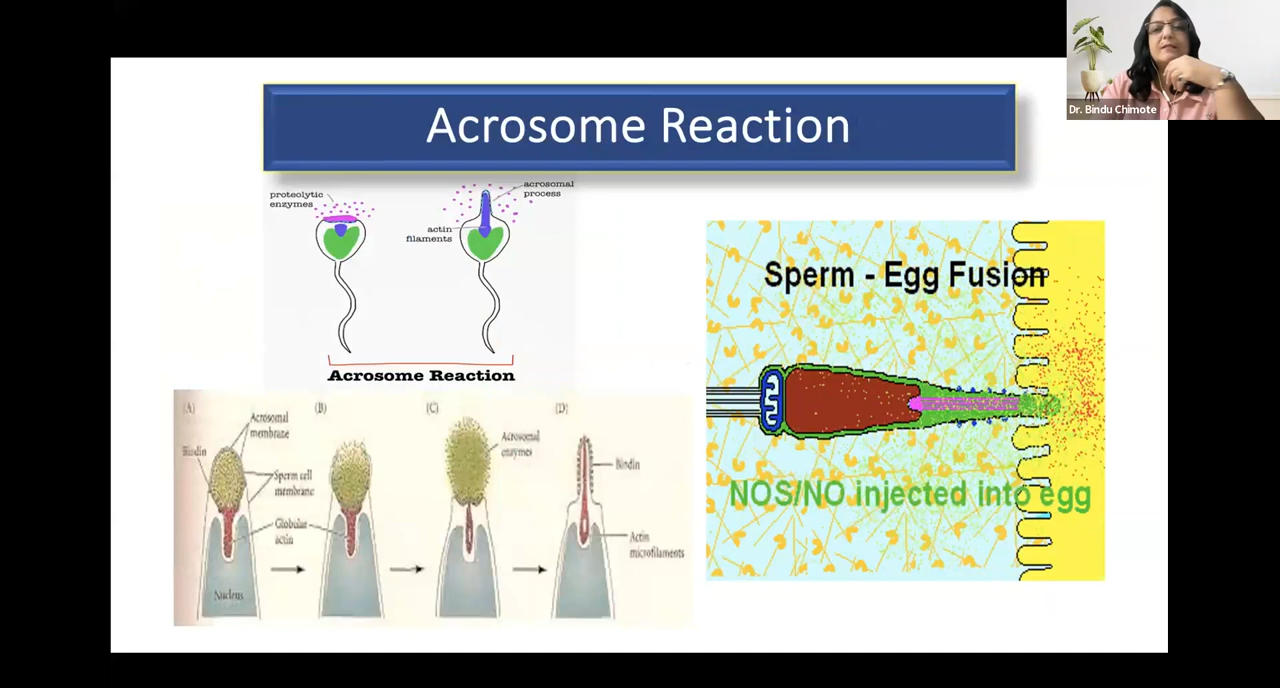 Dr. Bindu Chimote
Acrosome Reaction
proteolytic
enzymes
acrosomal
process
actin
filaments
Acrosome Reaction
Sperm - Egg Fusion
NOS/NO injected into egg
(A)
(B)
(C)
(D)
Acrosomal
membrane
Bindin
Sperm cell
membrane
Globular
actin
Nucleus
Acrosomal
enzymes
Bindin
Actin
microfilaments